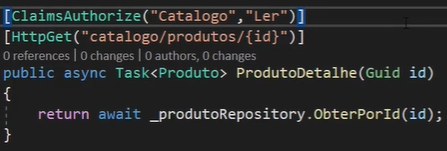 [ClaimsAuthorize("Catalogo","Ler")]
[HttpGet("catalogo/produtos/{id}")]
0 references | 0 changes | 0 authors, 0 changes
public async Task<Produto> ProdutoDetalhe(Guid id)
{
return await _produtoRepository.ObterPorId(id);
}